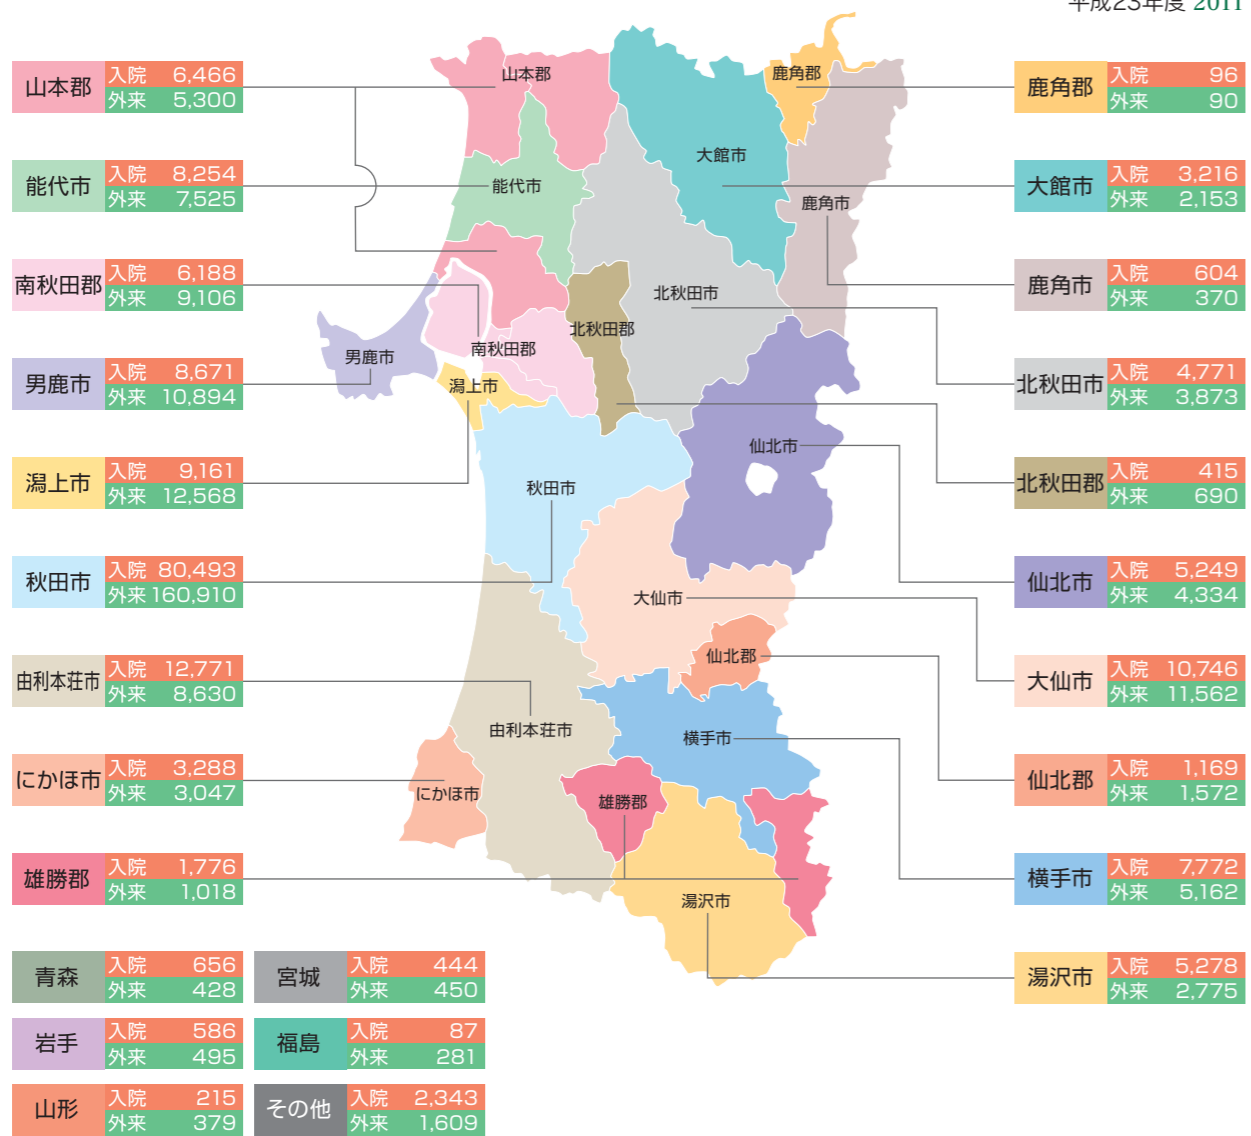 平成23年度 2011
山本郡 入院 6,466
外来 5,300
能代市 入院 8,254
外来 7,525
南秋田郡 入院 6,188
外来 9,106
男鹿市 入院 8,671
外来 10,894
潟上市 入院 9,161
外来 12,568
秋田市 入院 80,493
外来 160,910
由利本荘市 入院 12,771
外来 8,630
にかほ市 入院 3,288
外来 3,047
雄勝郡 入院 1,776
外来 1,018
山本郡
鹿角郡
大館市
能代市
鹿角市
北秋田市
北秋田郡
南秋田郡
男鹿市
潟上市
仙北市
秋田市
大仙市
仙北郡
由利本荘市
横手市
にかほ市
雄勝郡
湯沢市
鹿角郡 入院 96
外来 90
大館市 入院 3,216
外来 2,153
鹿角市 入院 604
外来 370
北秋田市 入院 4,771
外来 3,873
北秋田郡 入院 415
外来 690
仙北市 入院 5,249
外来 4,334
大仙市 入院 10,746
外来 11,562
仙北郡 入院 1,169
外来 1,572
横手市 入院 7,772
外来 5,162
湯沢市 入院 5,278
外来 2,775
青森 入院 656
外来 428
宮城 入院 444
外来 450
岩手 入院 586
外来 495
福島 入院 87
外来 281
山形 入院 215
外来 379
その他 入院 2,343
外来 1,609